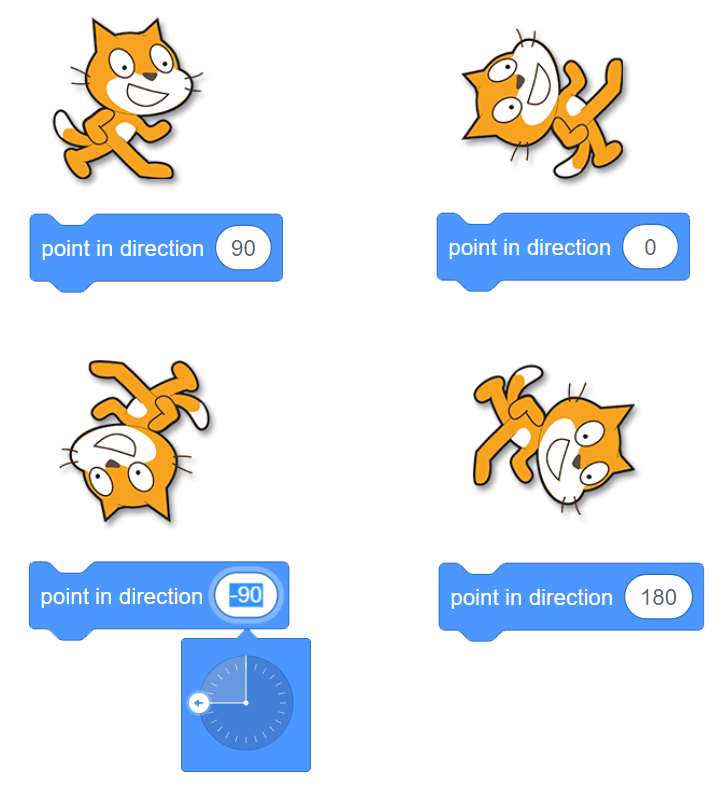 point in direction 90
point in direction 0
point in direction -90
point in direction 180